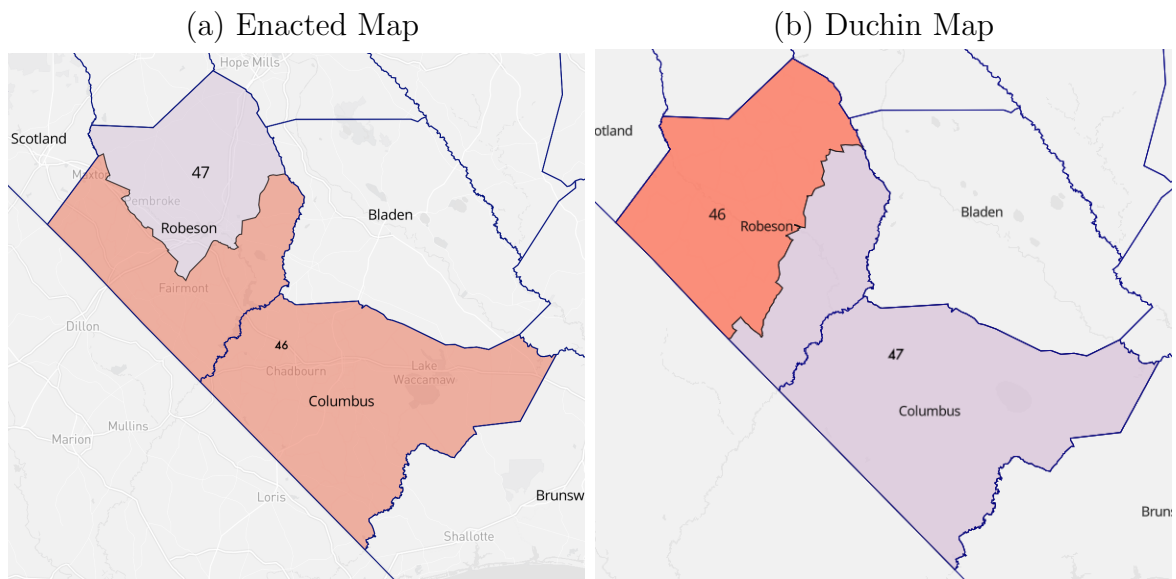 (a) Enacted Map
Hope Mills
Scotland
Maxton
47
Pembroke
Robeson
Bladen
Fairmont
Dillon
46
Chadbourn
Lake
Waccamaw
Columbus
Mullins
Marion
Loris
Brunsw
Shallotte
(b) Duchin Map
otland
46
Robeson
Bladen
47
Columbus
Bruns